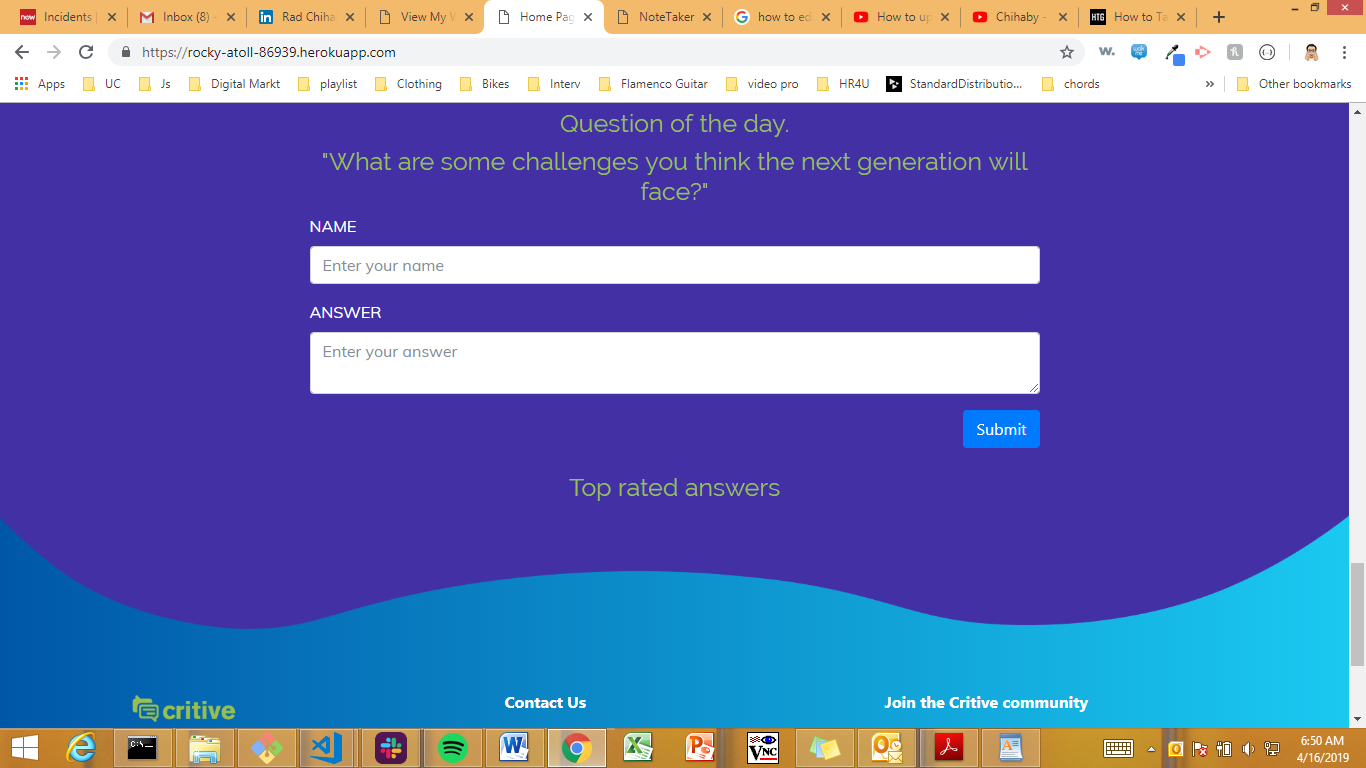 Incidents
Inbox (8) -
Rad Chiha
View My W
Home Pag
NoteTaker
how to ed
How to up
Chihaby -
HTG
How to Ta
https://rocky-atoll-86939.herokuapp.com
Apps
UC
Js
Digital Markt
playlist
Clothing
Bikes
Interv
Flamenco Guitar
video pro
HR4U
StandardDistributio...
chords
»
Other bookmarks
Question of the day.
"What are some challenges you think the next generation will
face?"
NAME
Enter your name
ANSWER
Enter your answer
Submit
Top rated answers
critive
Contact Us
Join the Critive community
6:50 AM
4/16/2019